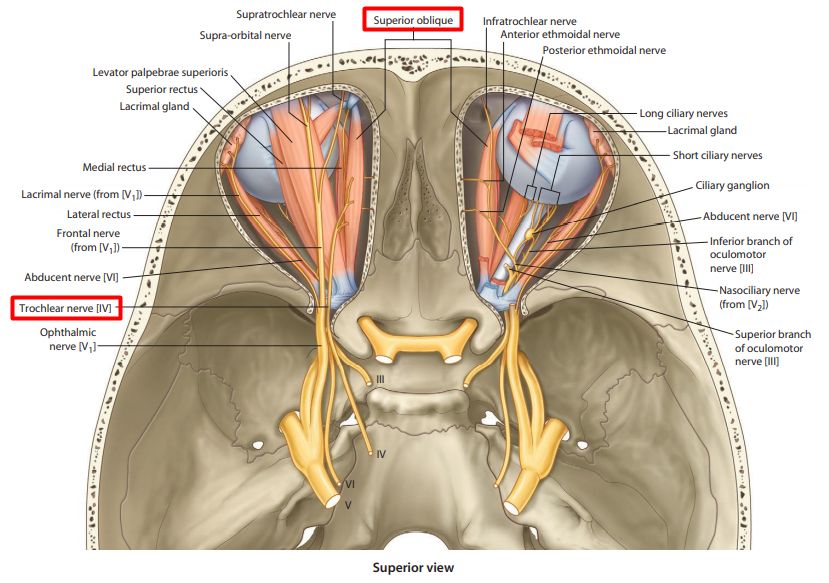 Supratrochlear nerve
Supra-orbital nerve
Superior oblique
Infratrochlear nerve
Anterior ethmoidal nerve
Posterior ethmoidal nerve
Levator palpebrae superioris
Superior rectus
Lacrimal gland
Medial rectus
Lacrimal nerve (from [V₁])
Lateral rectus
Frontal nerve
(from [V₁])
Abducent nerve [VI]
Trochlear nerve [IV]
Ophthalmic
nerve [V₁]
Long ciliary nerves
Lacrimal gland
Short ciliary nerves
Ciliary ganglion
Abducent nerve [VI]
Inferior branch of
oculomotor
nerve [III]
Nasociliary nerve
(from [V₂])
Superior branch
of oculomotor
nerve [III]
III
IV
VI
V
Superior view